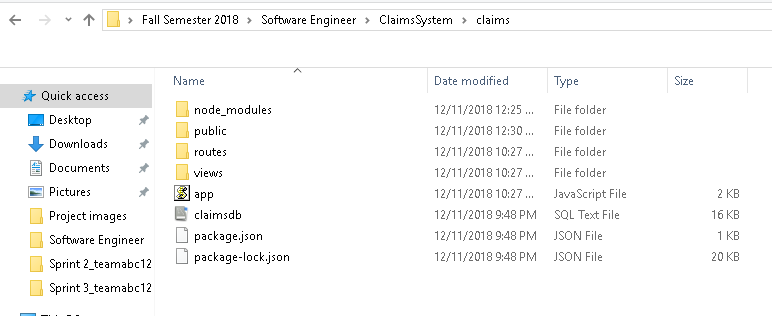 Fall Semester 2018 > Software Engineer > ClaimsSystem > claims
Name Date modified Type Size
Quick access
Desktop
Downloads
Documents
Pictures
Project images
Software Engineer
Sprint 2_teamabc12
Sprint 3_teamabc12
node_modules 12/11/2018 12:25 ... File folder
public 12/11/2018 12:30 ... File folder
routes 12/11/2018 10:27 ... File folder
views 12/11/2018 10:27 ... File folder
app 12/11/2018 10:27 ... JavaScript File 2 KB
claimsdb 12/11/2018 9:48 PM SQL Text File 16 KB
package.json 12/11/2018 9:48 PM JSON File 1 KB
package-lock.json 12/11/2018 9:48 PM JSON File 20 KB